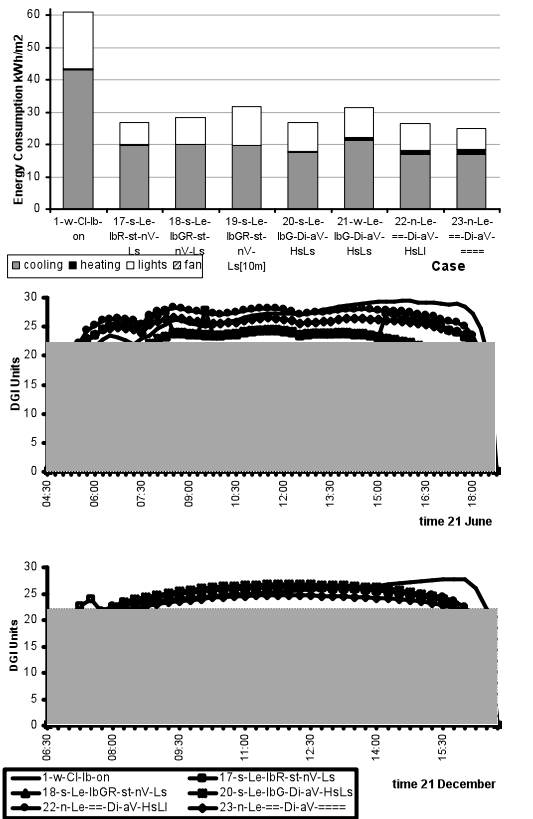 Energy Consumption kWh/m2
60
50
40
30
20
10
0
1-w-Cl-lb-on
17-s-Le-lbR-st-nV-Ls
18-s-Le-lbGR-st-nV-Ls
19-s-Le-lbGR-st-nV-Ls[10m]
20-s-Le-lbG-Di-aV-HsLs
21-w-Le-lbG-Di-aV-HsLs
22-n-Le-==-Di-aV-HsLl
23-n-Le-==-Di-aV-====
cooling heating lights fan
Case
DGI Units
30
25
20
15
10
5
0
04:30 06:00 07:30 09:00 10:30 12:00 13:30 15:00 16:30 18:00
time 21 June
DGI Units
30
25
20
15
10
5
0
06:30 08:00 09:30 11:00 12:30 14:00 15:30
time 21 December
1-w-Cl-lb-on 17-s-Le-lbR-st-nV-Ls
18-s-Le-lbGR-st-nV-Ls 20-s-Le-lbG-Di-aV-HsLs
22-n-Le-==-Di-aV-HsLl 23-n-Le-==-Di-aV-====